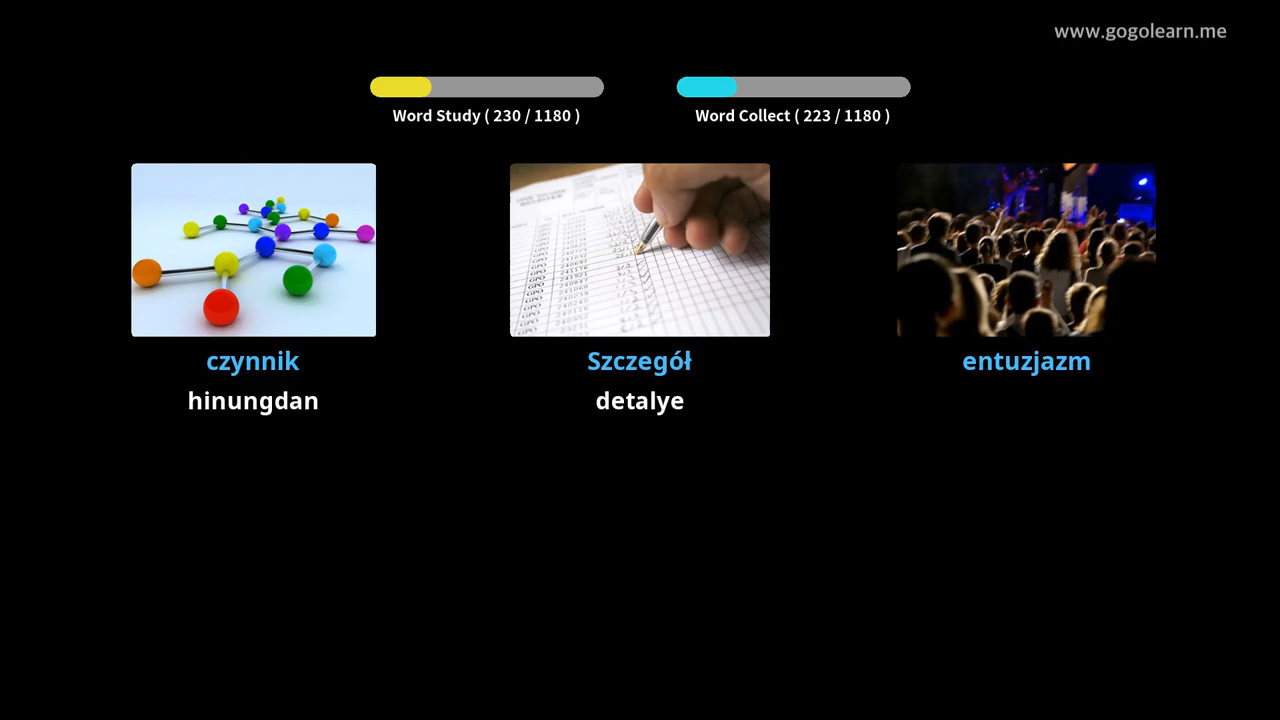 www.gogolearn.me
Word Study ( 230 / 1180 )
Word Collect ( 223 / 1180 )
czynnik
Szczegół
entuzjazm
hinungdan
detalye